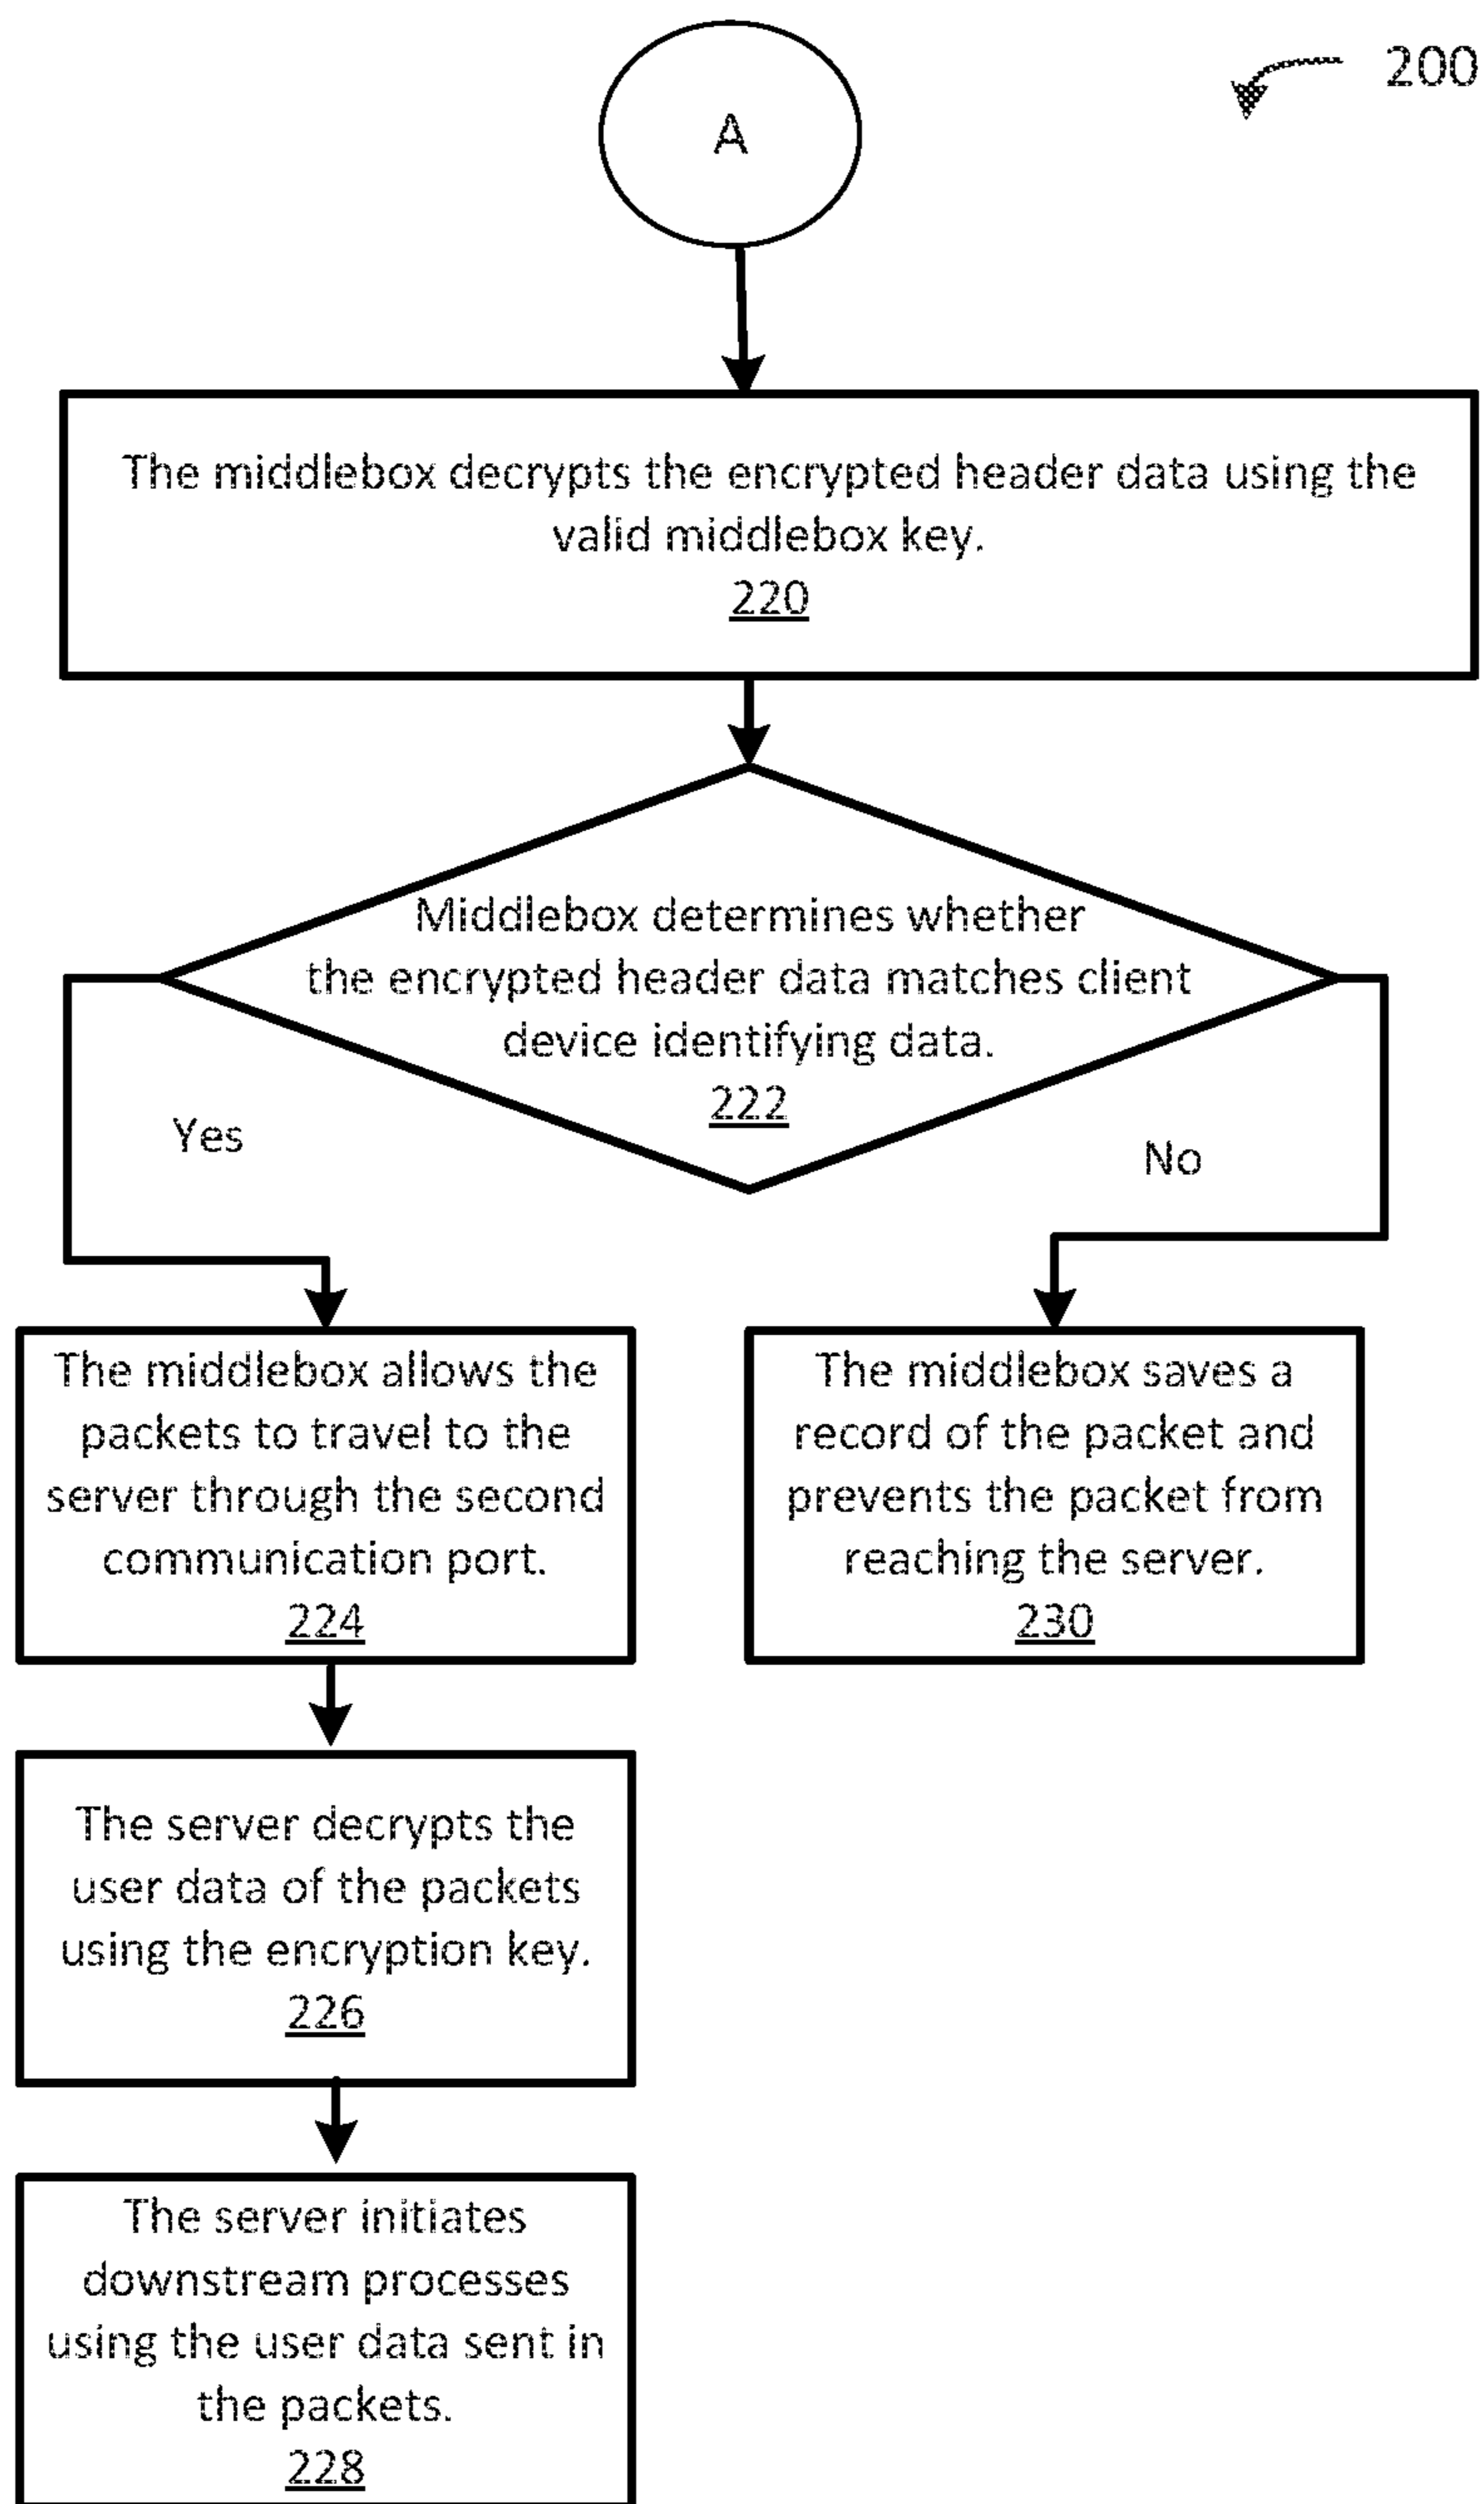 200
A
The middlebox decrypts the encrypted header data using the
valid middlebox key.
220
Middlebox determines whether
the encrypted header data matches client
device identifying data.
222
Yes
No
The middlebox allows the
packets to travel to the
server through the second
communication port.
224
The middlebox saves a
record of the packet and
prevents the packet from
reaching the server.
230
The server decrypts the
user data of the packets
using the encryption key.
226
The server initiates
downstream processes
using the user data sent in
the packets.
228